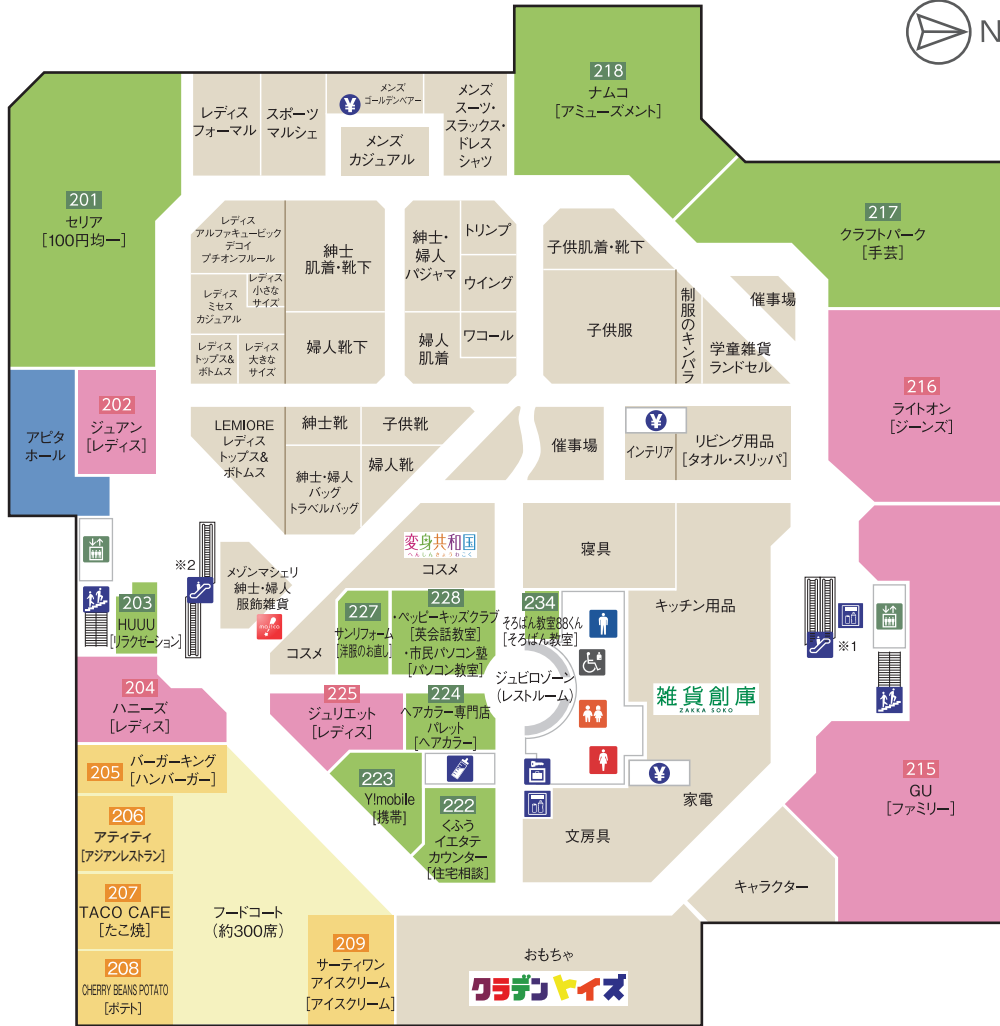 N
218
ナムコ
[アミューズメント]
レディス
フォーマル
スポーツ
マルシェ
¥
メンズ
ゴールデンベアー
メンズ
カジュアル
メンズ
スーツ・
スラックス・
ドレス
シャツ
201
セリア
[100円均一]
217
クラフトパーク
[手芸]
レディス
アルファキュービック
デコイ
プチオンフルール
レディス
小さな
サイズ
レディス
ミセス
カジュアル
レディス
トップス&
ボトムス
レディス
大きな
サイズ
紳士
肌着・靴下
婦人靴下
紳士・
婦人
パジャマ
婦人
肌着
トリンプ
ウイング
ワコール
子供肌着・靴下
子供服
制服のキンパラ
学童雑貨
ランドセル
催事場
216
ライトオン
[ジーンズ]
202
ジュアン
[レディス]
アピタ
ホール
LEMIORE
レディス
トップス&
ボトムス
紳士靴
子供靴
紳士・婦人
バッグ
トラベルバッグ
婦人靴
催事場
¥
インテリア
リビング用品
[タオル・スリッパ]
※2
203
HUUU
[リラクゼーション]
メゾンマシェリ
紳士・婦人
服飾雑貨
majica
変身共和国
へんしんきょうわこく
コスメ
コスメ
227
サンリフォーム
[洋服のお直し]
228
・ペッピーキッズクラブ
[英会話教室]
・市民パソコン塾
[パソコン教室]
234
そろばん教室88くん
[そろばん教室]
寝具
キッチン用品
ジュビロゾーン
(レストルーム)
雑貨創庫
ZAKKA SOKO
※1
204
ハニーズ
[レディス]
225
ジュリエット
[レディス]
224
ヘアカラー専門店
パレット
[ヘアカラー]
205
バーガーキング
[ハンバーガー]
223
Y!mobile
[携帯]
222
くふう
イエタテ
カウンター
[住宅相談]
¥
家電
文房具
215
GU
[ファミリー]
206
アティティ
[アジアンレストラン]
207
TACO CAFE
[たこ焼]
208
CHERRY BEANS POTATO
[ポテト]
フードコート
(約300席)
209
サーティワン
アイスクリーム
[アイスクリーム]
キャラクター
おもちゃ
クラデントイズ